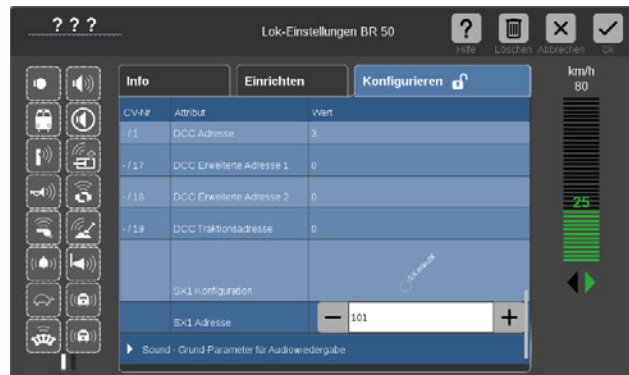 ? ? ?
Lok-Einstellungen BR 50
?
Hilfe Löschen Abbrechen OK
Info Einrichten Konfigurieren
km/h
80
CV-Nr Attribut Wert
- / 1 DCC Adresse 3
- / 17 DCC Erweiterte Adresse 1 0
- / 18 DCC Erweiterte Adresse 2 0
- / 19 DCC Traktionsadresse 0
25
SX1 erlaubt
SX1 Konfiguration
SX1 Adresse − 101 +
Sound - Grund-Parameter für Audiowiedergabe